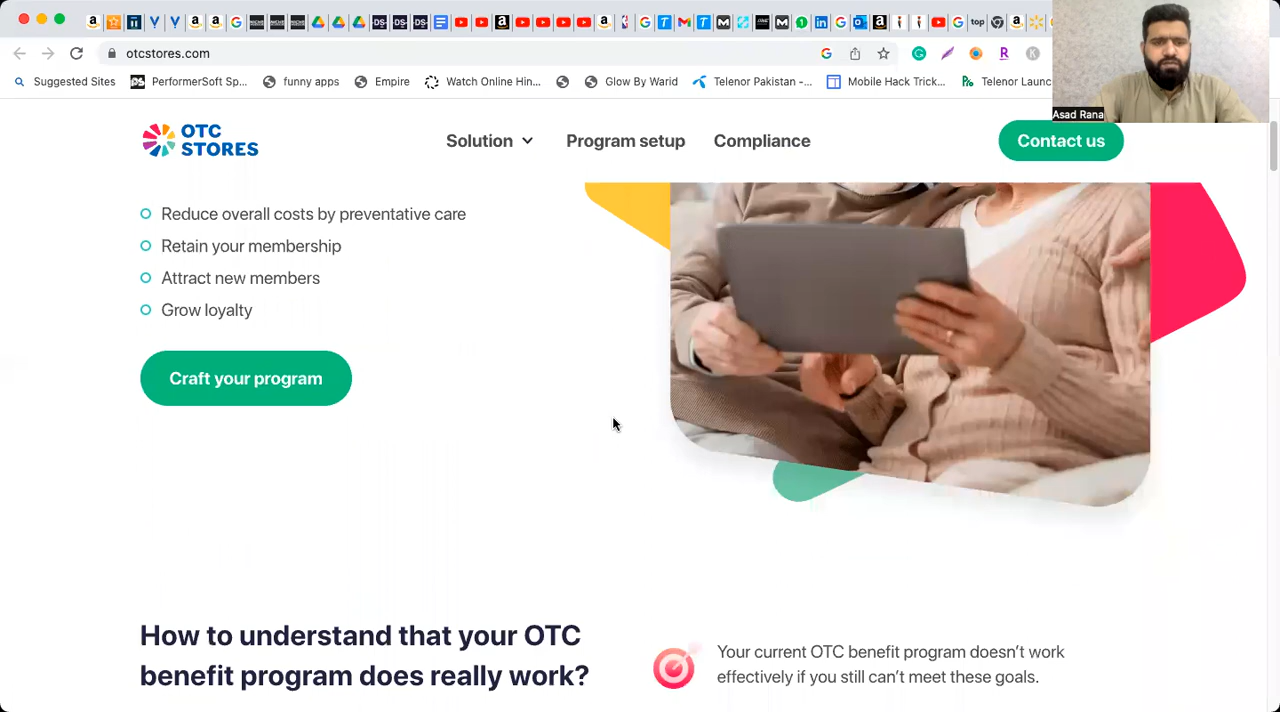 otcstores.com
Suggested Sites
PerformerSoft Sp...
funny apps
Empire
Watch Online Hin...
Glow By Warid
Telenor Pakistan -...
Mobile Hack Tric...
Telenor Launc
Asad Rana
OTC
STORES
Solution
Program setup
Compliance
Contact us
Reduce overall costs by preventative care
Retain your membership
Attract new members
Grow loyalty
Craft your program
How to understand that your OTC
benefit program does really work?
Your current OTC benefit program doesn't work
effectively if you still can't meet these goals.